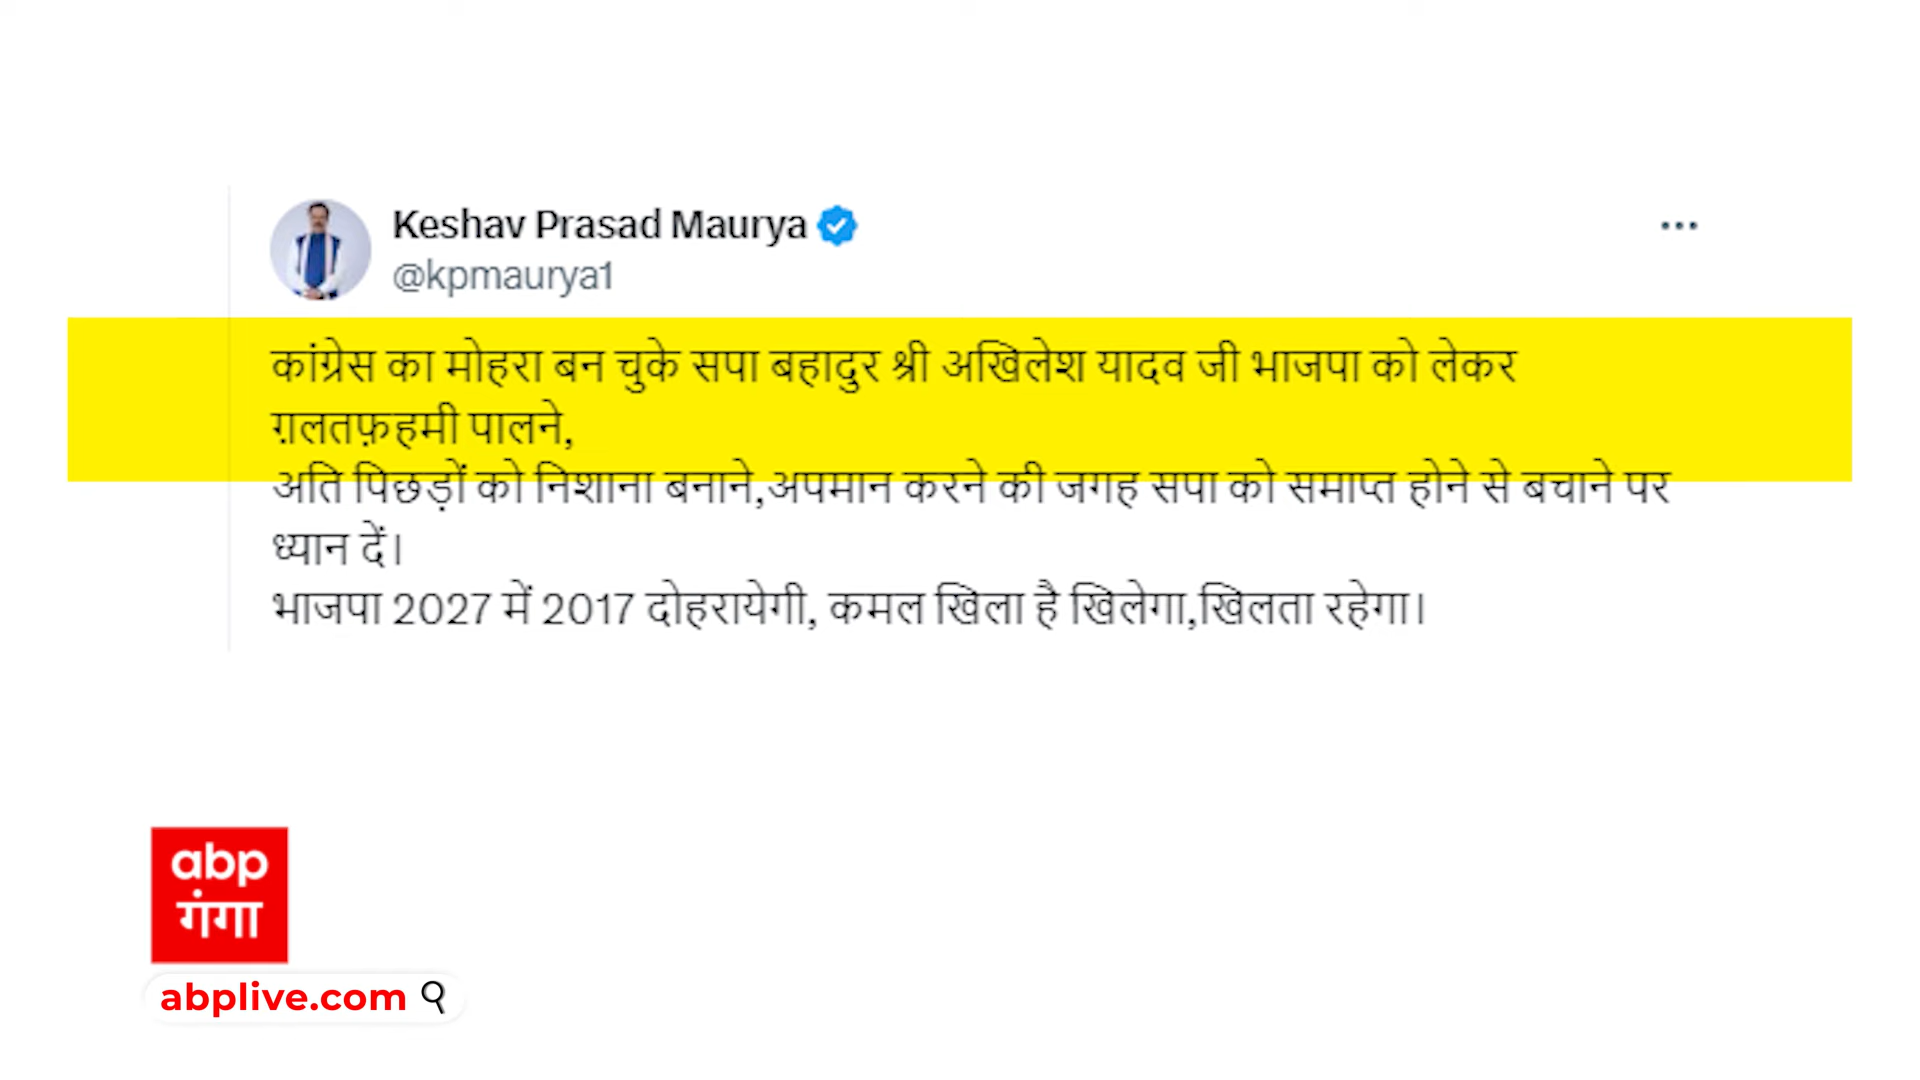 Keshav Prasad Maurya
@kpmaurya1
कांग्रेस का मोहरा बन चुके सपा बहादुर श्री अखिलेश यादव जी भाजपा को लेकर
ग़लतफ़हमी पालने,
अति पिछड़ों को निशाना बनाने,अपमान करने की जगह सपा को समाप्त होने से बचाने पर
ध्यान दें।
भाजपा 2027 में 2017 दोहरायेगी, कमल खिला है खिलेगा,खिलता रहेगा।
abp
गंगा
abplive.com